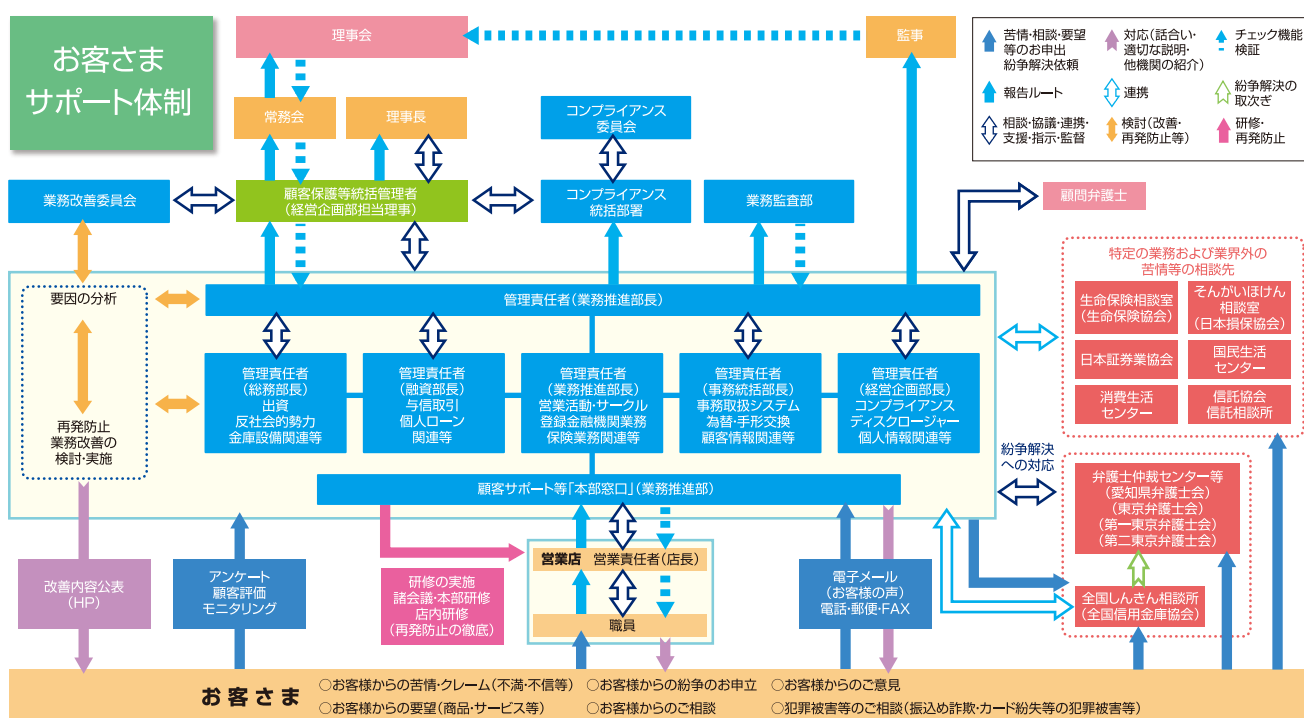 お客さま
サポート体制
理事会
監事
常務会
理事長
コンプライアンス
委員会
苦情・相談・要望
等のお申出
紛争解決依頼
対応(話合い・
適切な説明・
他機関の紹介)
チェック機能
検証
報告ルート
連携
紛争解決の
取次ぎ
相談・協議・連携・
支援・指示・監督
検討(改善・
再発防止等)
研修・
再発防止
業務改善委員会
顧客保護等統括管理者
(経営企画部担当理事)
コンプライアンス
統括部署
業務監査部
顧問弁護士
要因の分析
再発防止
業務改善の
検討・実施
管理責任者(業務推進部長)
管理責任者
(総務部長)
出資
反社会的勢力
金庫設備関連等
管理責任者
(融資部長)
与信取引
個人ローン
関連等
管理責任者
(業務推進部長)
営業活動・サークル
登録金融機関業務
保険業務関連等
管理責任者
(事務統括部長)
事務取扱システム
為替・手形交換
顧客情報関連等
管理責任者
(経営企画部長)
コンプライアンス
ディスクロージャー
個人情報関連等
顧客サポート等「本部窓口」(業務推進部)
特定の業務および業界外の
苦情等の相談先
生命保険相談室
(生命保険協会)
そんがいほけん
相談室
(日本損保協会)
日本証券業協会
国民生活
センター
消費生活
センター
信託協会
信託相談所
紛争解決
への対応
弁護士仲裁センター等
(愛知県弁護士会)
(東京弁護士会)
(第一東京弁護士会)
(第二東京弁護士会)
全国しんきん相談所
(全国信用金庫協会)
改善内容公表
(HP)
アンケート
顧客評価
モニタリング
研修の実施
諸会議・本部研修
店内研修
(再発防止の徹底)
営業店 営業責任者(店長)
職員
電子メール
(お客様の声)
電話・郵便・FAX
お客さま
○お客様からの苦情・クレーム(不満・不信等) ○お客様からの紛争のお申立 ○お客様からのご意見
○お客様からの要望(商品・サービス等) ○お客様からのご相談 ○犯罪被害等のご相談(振込め詐欺・カード紛失等の犯罪被害等)